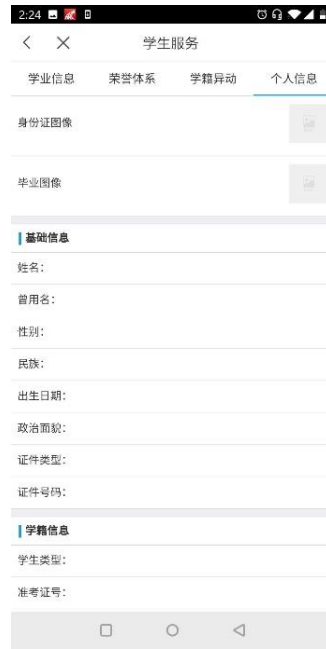 2:24
学生服务
学业信息 荣誉体系 学籍异动 个人信息
身份证图像
毕业图像
基础信息
姓名:
曾用名:
性别:
民族:
出生日期:
政治面貌:
证件类型:
证件号码:
学籍信息
学生类型:
准考证号: